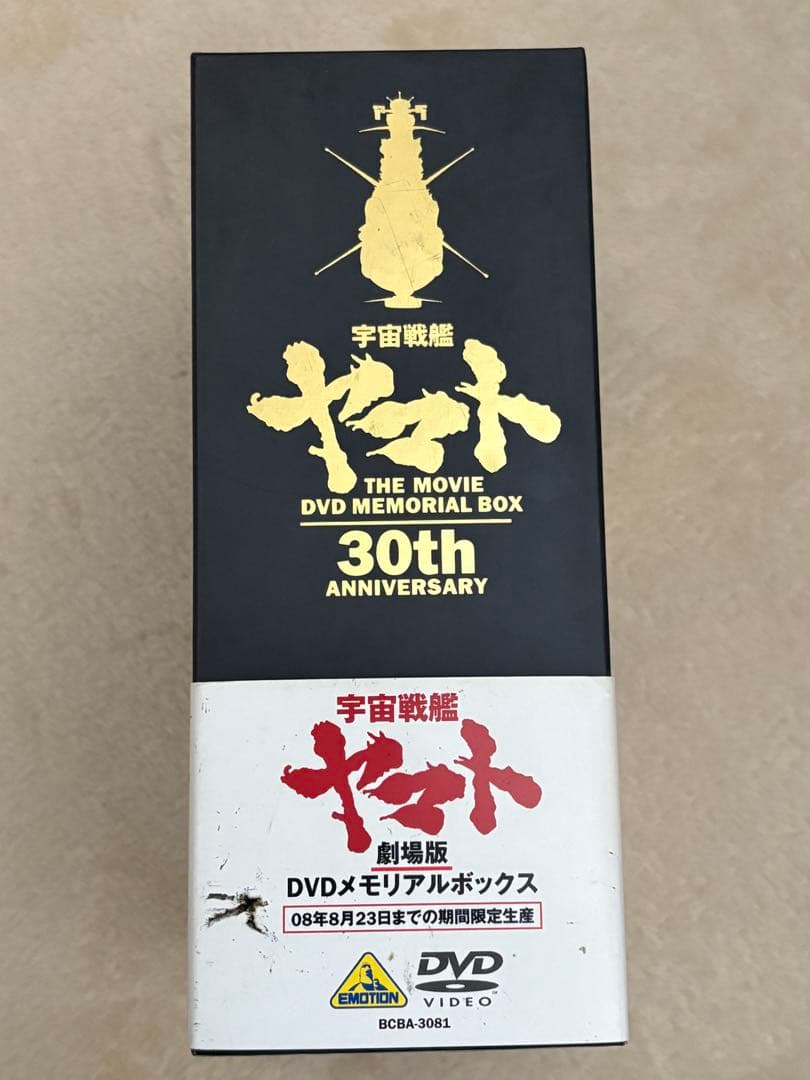 宇宙戦艦
ヤマト
THE MOVIE
DVD MEMORIAL BOX
30th
ANNIVERSARY
宇宙戦艦
ヤマト
劇場版
DVDメモリアルボックス
08年8月23日までの期間限定生産
EMOTION
DVD
VIDEO
BCBA-3081